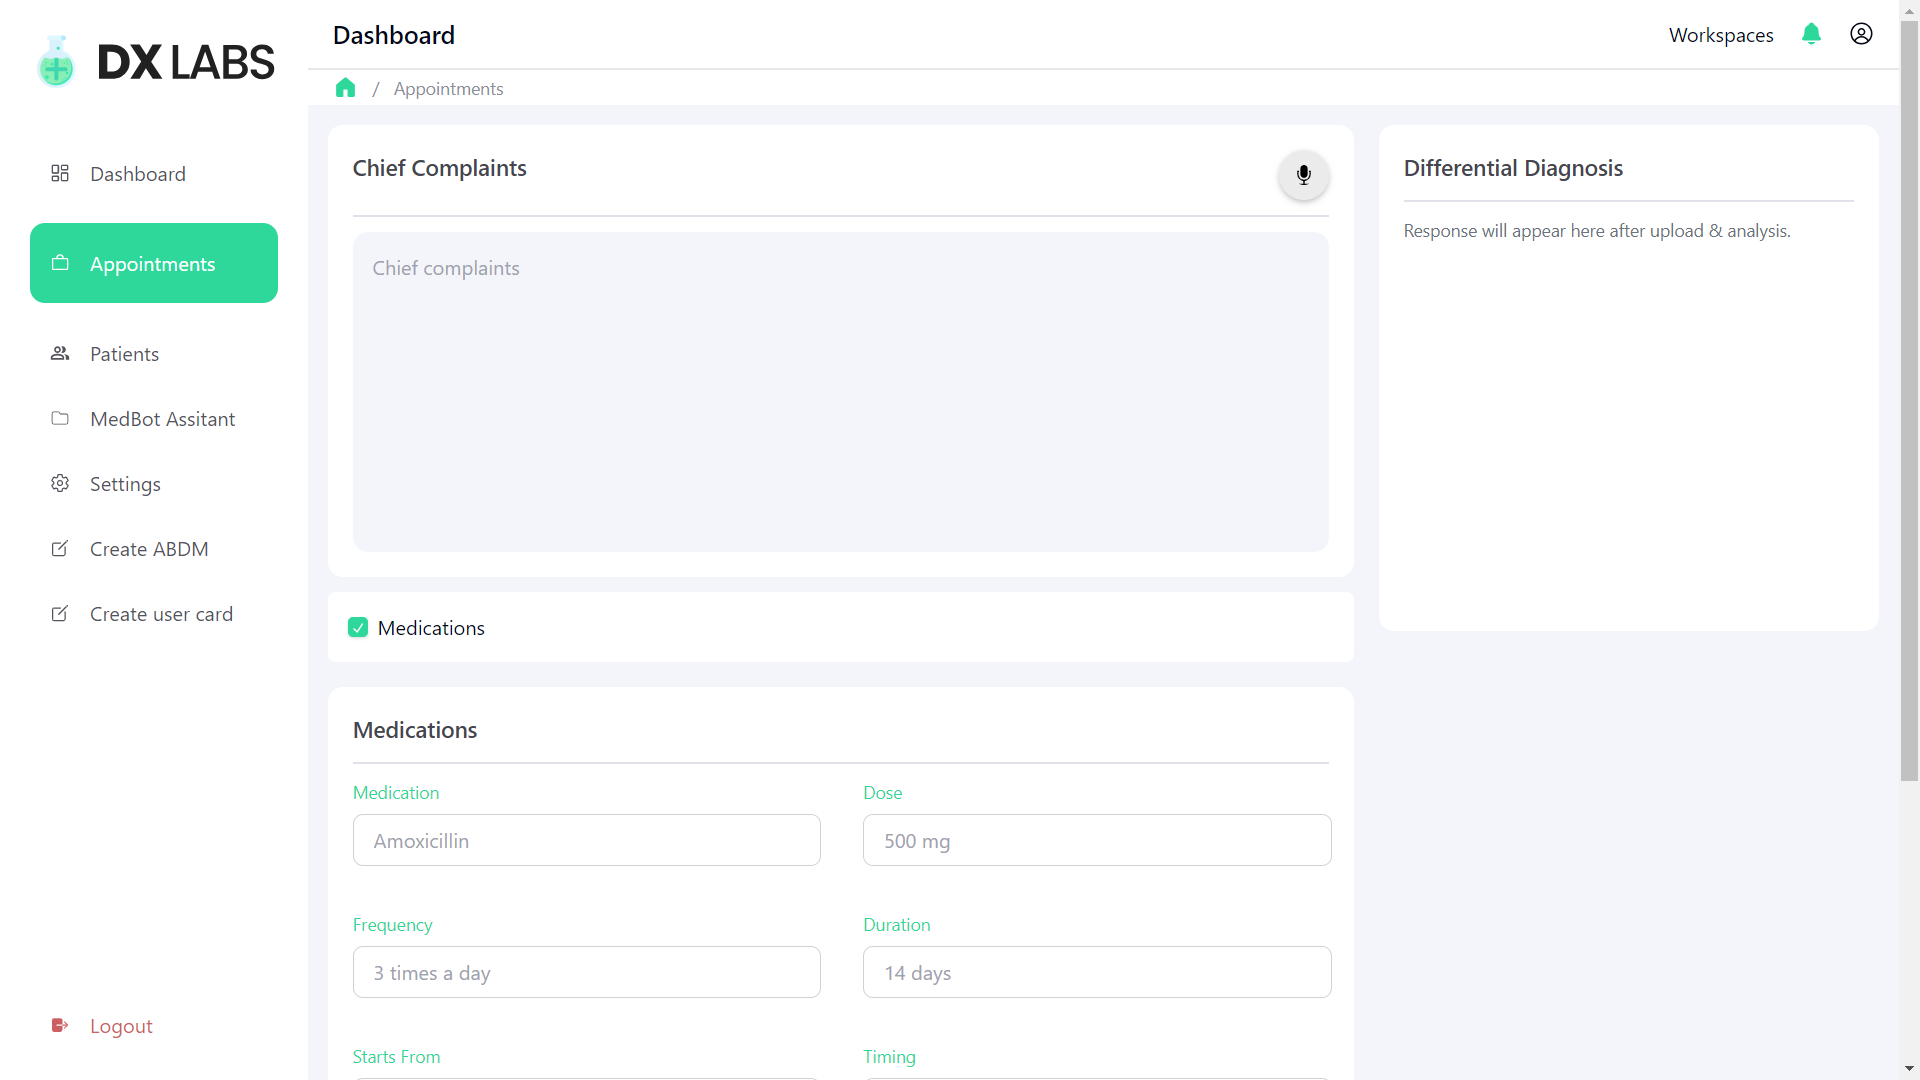 DX LABS
Dashboard
Appointments
Patients
MedBot Assitant
Settings
Create ABDM
Create user card
Logout
Dashboard
Workspaces
/ Appointments
Chief Complaints
Chief complaints
Differential Diagnosis
Response will appear here after upload & analysis.
Medications
Medications
Medication
Dose
Amoxicillin
500 mg
Frequency
Duration
3 times a day
14 days
Starts From
Timing